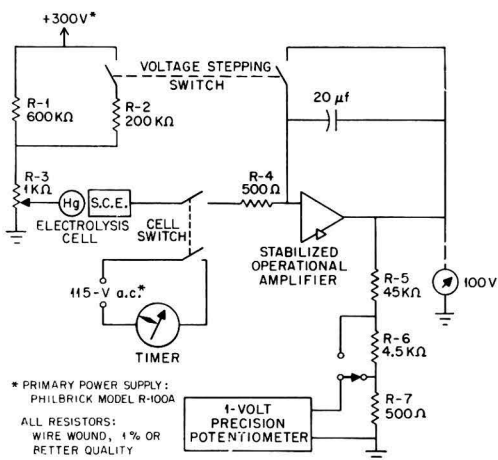 +300V*
VOLTAGE STEPPING
SWITCH
R-1
600KΩ
R-2
200KΩ
20 μf
R-3
1KΩ
Hg
S.C.E.
R-4
500Ω
ELECTROLYSIS
CELL
CELL
SWITCH
STABILIZED
OPERATIONAL
AMPLIFIER
115-V a.c.*
TIMER
R-5
45KΩ
100V
R-6
4.5KΩ
R-7
500Ω
1-VOLT
PRECISION
POTENTIOMETER
* PRIMARY POWER SUPPLY:
PHILBRICK MODEL R-100A
ALL RESISTORS:
WIRE WOUND, 1% OR
BETTER QUALITY